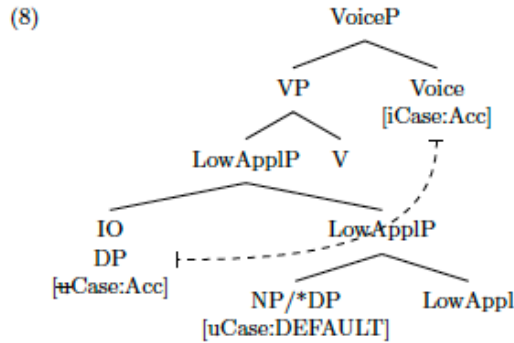 (8) VoiceP
VP Voice
[iCase:Acc]
LowApplP V
IO LowApplP
DP
[uCase:Acc] NP/*DP LowAppl
[uCase:DEFAULT]